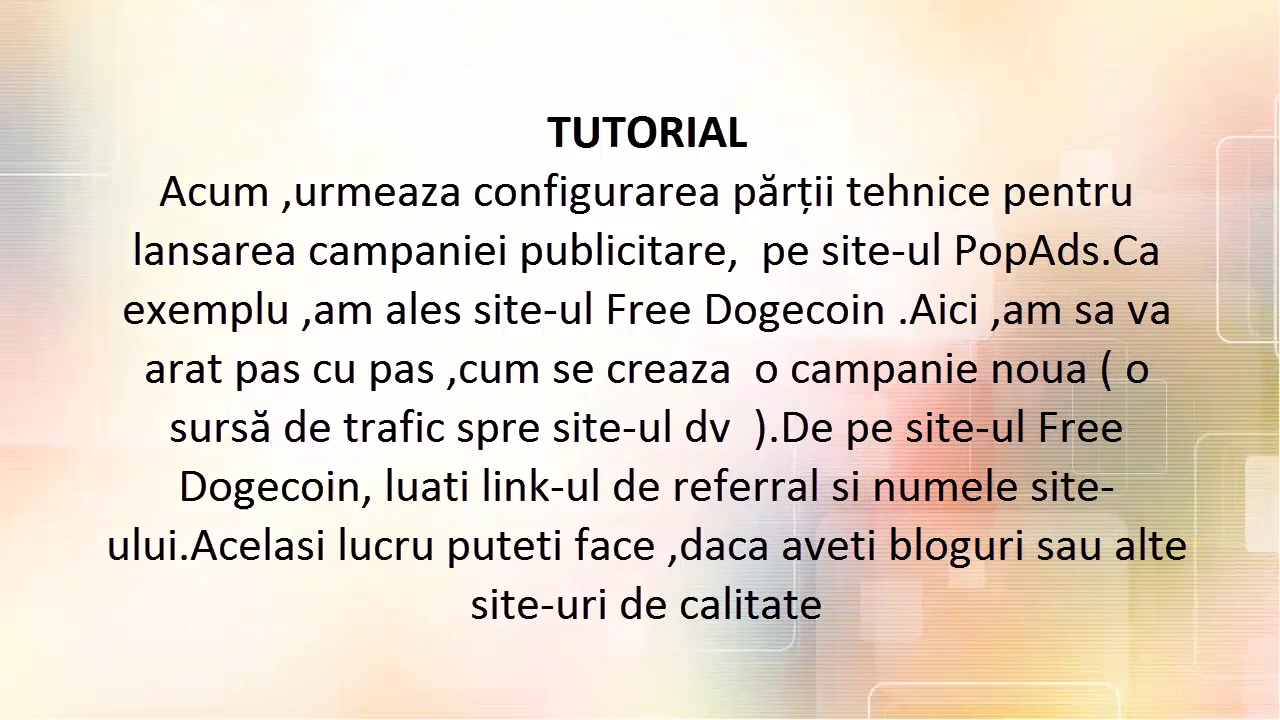 TUTORIAL
Acum ,urmeaza configurarea părții tehnice pentru
lansarea campaniei publicitare,  pe site-ul PopAds.Ca
exemplu ,am ales site-ul Free Dogecoin .Aici ,am sa va
arat pas cu pas ,cum se creaza  o campanie noua ( o
sursă de trafic spre site-ul dv  ).De pe site-ul Free
Dogecoin, luati link-ul de referral si numele site-
ului.Acelasi lucru puteti face ,daca aveti bloguri sau alte
site-uri de calitate